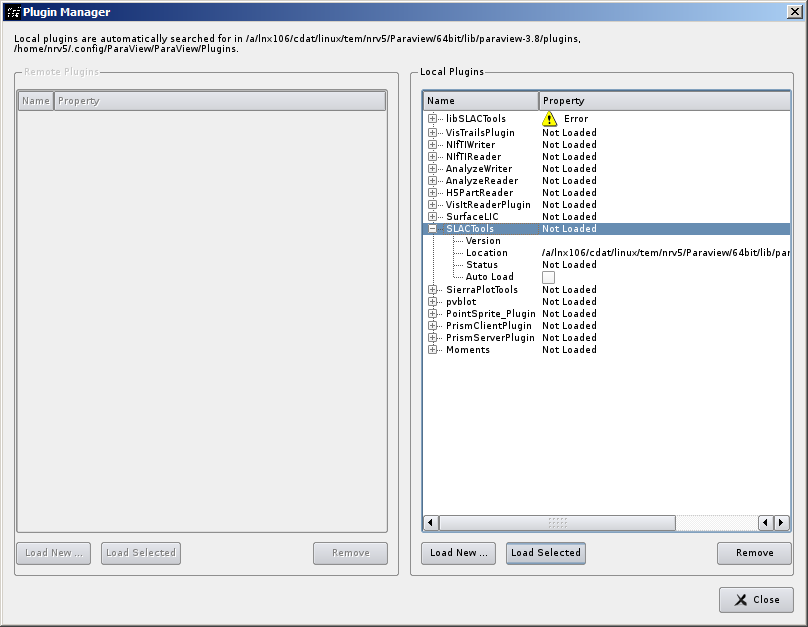 Plugin Manager
Local plugins are automatically searched for in /a/lnx106/cdat/linux/tem/nrv5/Paraview/64bit/lib/paraview-3.8/plugins,
/home/nrv5/.config/ParaView/ParaView/Plugins.
Remote Plugins
Name Property
Load New ... Load Selected Remove
Local Plugins
Name Property
libSLACTools Error
VisTrailsPlugin Not Loaded
NIfTIWriter Not Loaded
NIfTIReader Not Loaded
AnalyzeWriter Not Loaded
AnalyzeReader Not Loaded
H5PartReader Not Loaded
VisItReaderPlugin Not Loaded
SurfaceLIC Not Loaded
SLACTools Not Loaded
Version
Location /a/lnx106/cdat/linux/tem/nrv5/Paraview/64bit/lib/par
Status Not Loaded
Auto Load
SierraPlotTools Not Loaded
pvblot Not Loaded
PointSprite_Plugin Not Loaded
PrismClientPlugin Not Loaded
PrismServerPlugin Not Loaded
Moments Not Loaded
Load New ... Load Selected Remove
Close